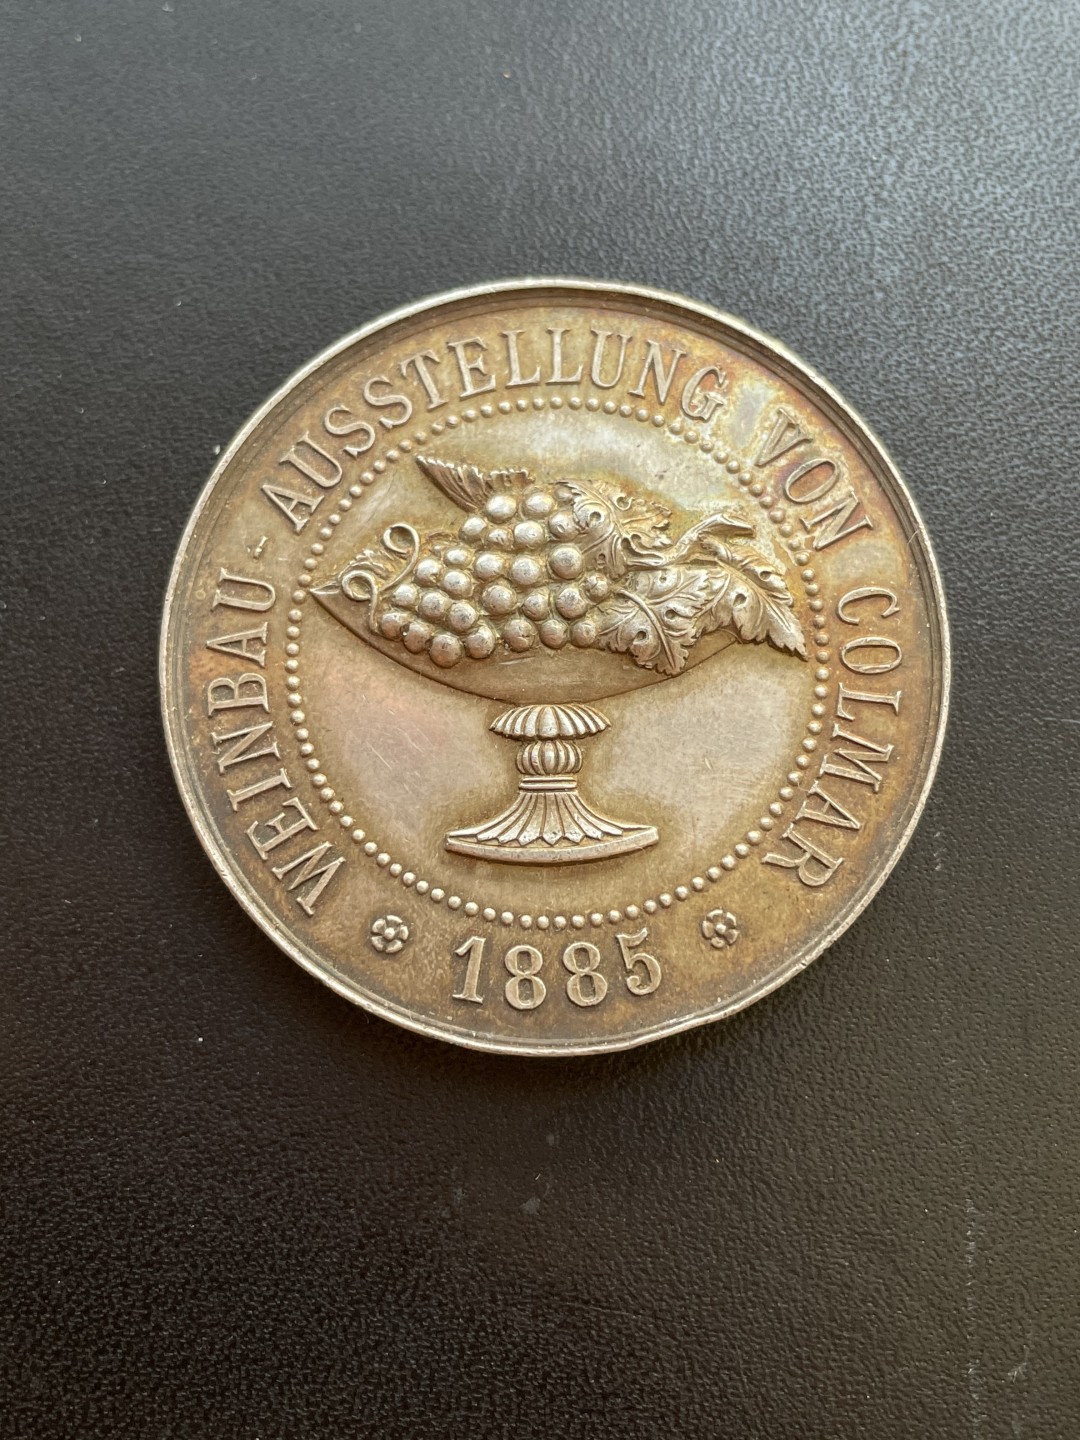 WEINBAU - AUSSTELLUNG VON COLMAR
1885